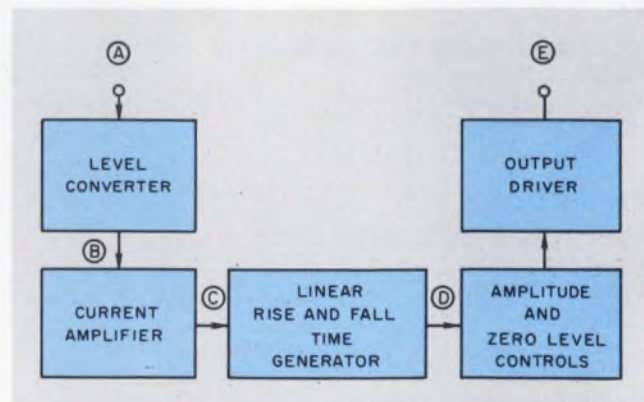 A
E
LEVEL
CONVERTER
OUTPUT
DRIVER
B
CURRENT
AMPLIFIER
C
LINEAR
RISE AND FALL
TIME
GENERATOR
D
AMPLITUDE
AND
ZERO LEVEL
CONTROLS